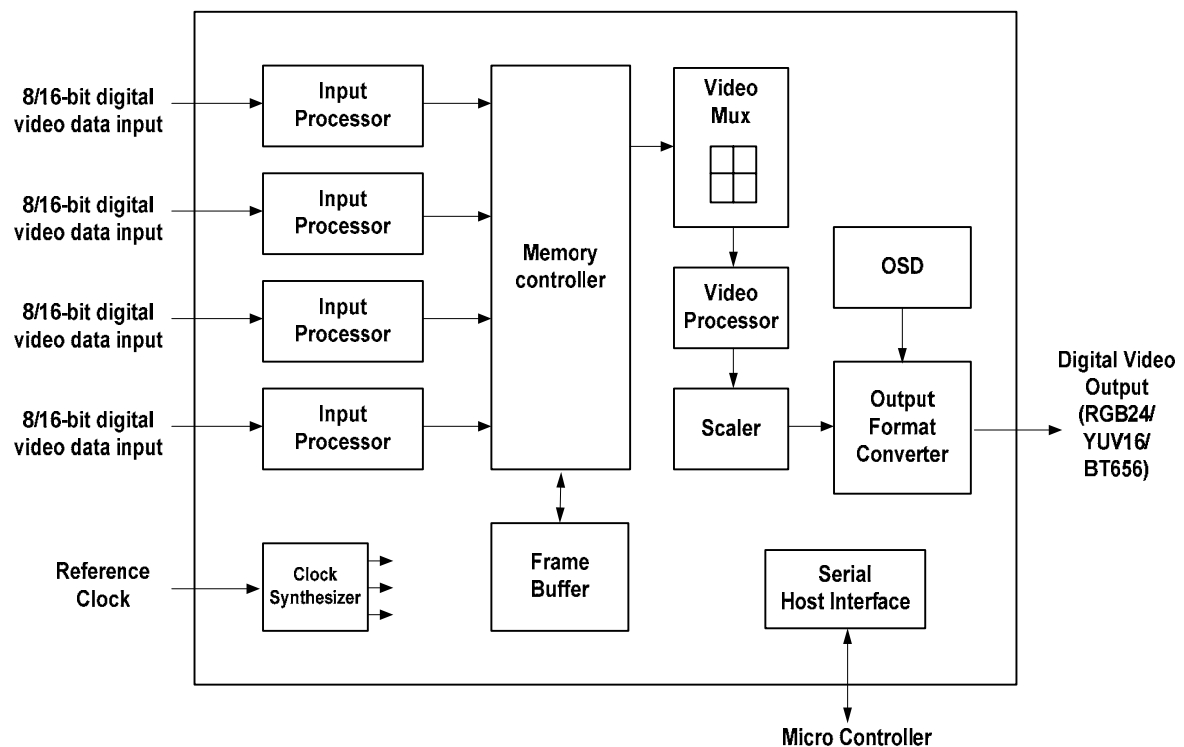 8/16-bit digital
video data input
Input
Processor
8/16-bit digital
video data input
Input
Processor
8/16-bit digital
video data input
Input
Processor
8/16-bit digital
video data input
Input
Processor
Reference
Clock
Clock
Synthesizer
Memory
controller
Frame
Buffer
Video
Mux
Video
Processor
Scaler
OSD
Output
Format
Converter
Digital Video
Output
(RGB24/
YUV16/
BT656)
Serial
Host Interface
Micro Controller